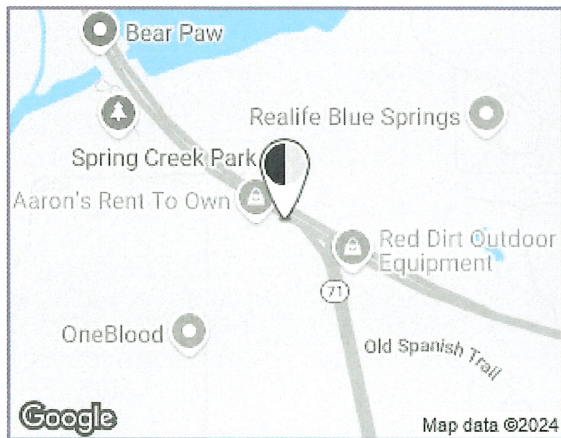 Bear Paw
Realife Blue Springs
Spring Creek Park
Aaron's Rent To Own
Red Dirt Outdoor
Equipment
71
OneBlood
Old Spanish Trail
Google
Map data ©2024